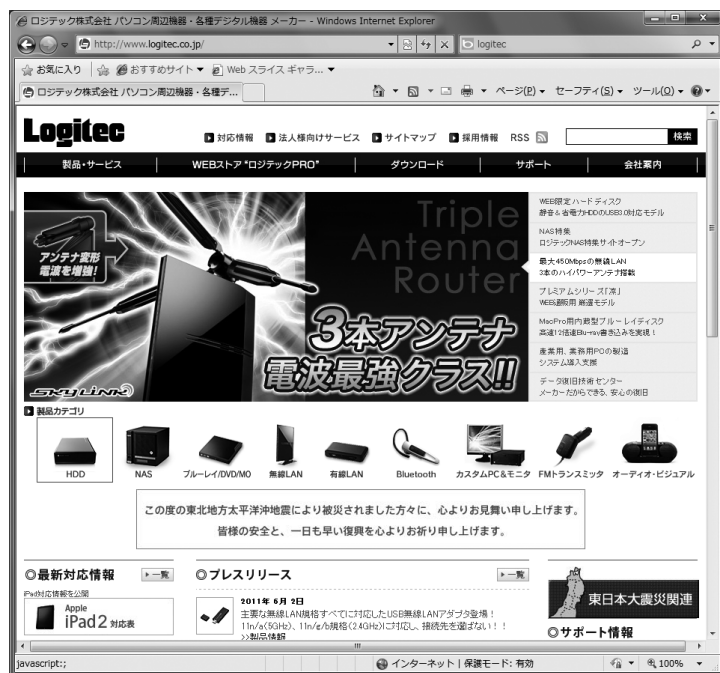 ロジテック株式会社 パソコン周辺機器・各種デジタル機器 メーカー - Windows Internet Explorer
http://www.logitec.co.jp/
logitec
お気に入り おすすめサイト Web スライス ギャラ...
ロジテック株式会社 パソコン周辺機器・各種デ... ページ(P) セーフティ(S) ツール(O)
Logitec
対応情報 法人様向けサービス サイトマップ 採用情報 RSS 検索
製品・サービス WEBストア"ロジテックPRO" ダウンロード サポート 会社案内
アンテナ変形
電波を増強!
Triple
Antenna
Router
3本アンテナ
電波最強クラス!!
SKYLINK
WEB限定 ハードディスク
静音&省電力HDDのUSB3.0対応モデル
NAS特集
ロジテックNAS特集サイトオープン
最大450Mbpsの無線LAN
3本のハイパワーアンテナ搭載
プレミアムシリーズ「凛」
WEB通販用 厳選モデル
MacPro用内蔵型ブルーレイディスク
高速12倍速Blu-ray書き込みを実現!
産業用、業務用PCの製造
システム導入支援
データ復旧技術センター
メーカーだからできる、安心の復旧
製品カテゴリ
HDD NAS ブルーレイ/DVD/MO 無線LAN 有線LAN Bluetooth カスタムPC&モニタ FMトランスミッタ オーディオ・ビジュアル
この度の東北地方太平洋沖地震により被災されました方々に、心よりお見舞い申し上げます。
皆様の安全と、一日も早い復興を心よりお祈り申し上げます。
◎最新対応情報 一覧
iPad対応情報を公開
Apple
iPad2 対応表
◎プレスリリース 一覧
2011年 6月 2日
主要な無線LAN規格すべてに対応したUSB無線LANアダプタ登場!
11n/a(5GHz)、11n/g/b規格(2.4GHz)に対応し、接続先を選ばない!!
>>製品情報
東日本大震災関連
◎サポート情報
javascript:; インターネット | 保護モード: 有効 100%